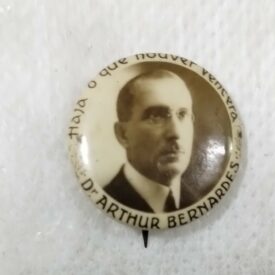 Haja o que houver vencerá
Dr ARTHUR BERNARDES